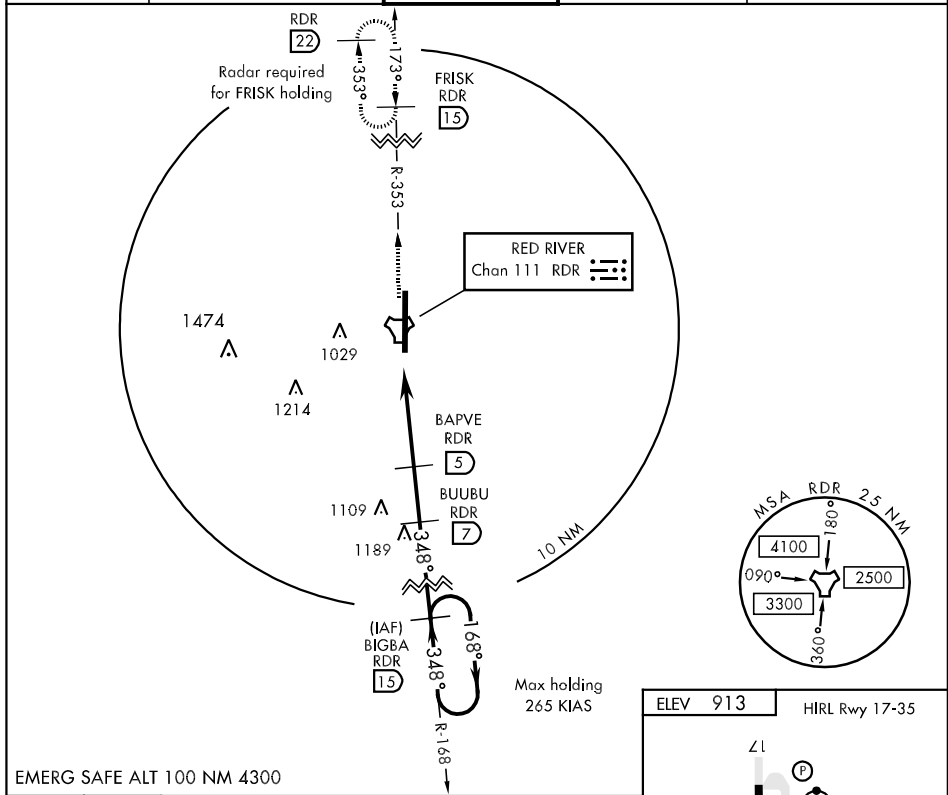 RDR
22
Radar required
for FRISK holding
353°
173°
FRISK
RDR
15
R-353
RED RIVER
Chan 111 RDR
1474
1029
1214
BAPVE
RDR
5
BUUBU
RDR
7
1109
1189
348°
10 NM
(IAF)
BIGBA
RDR
15
348°
168°
R-168
Max holding
265 KIAS
MSA RDR 25 NM
180°
4100
090°
2500
3300
360°
ELEV 913
HIRL Rwy 17-35
17
P
EMERG SAFE ALT 100 NM 4300